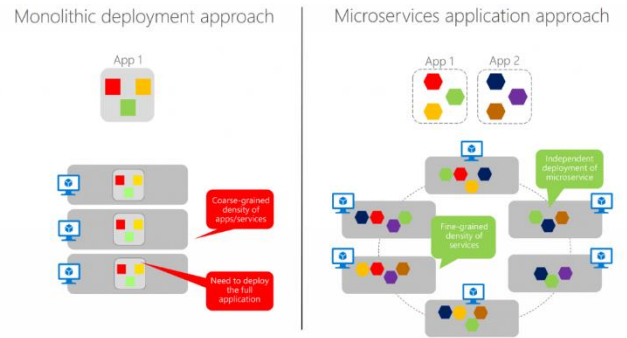 Monolithic deployment approach
App 1
Coarse-grained
density of
apps/services
Need to deploy
the full
application
Microservices application approach
App 1
App 2
Independent
deployment of
microservice
Fine-grained
density of
services